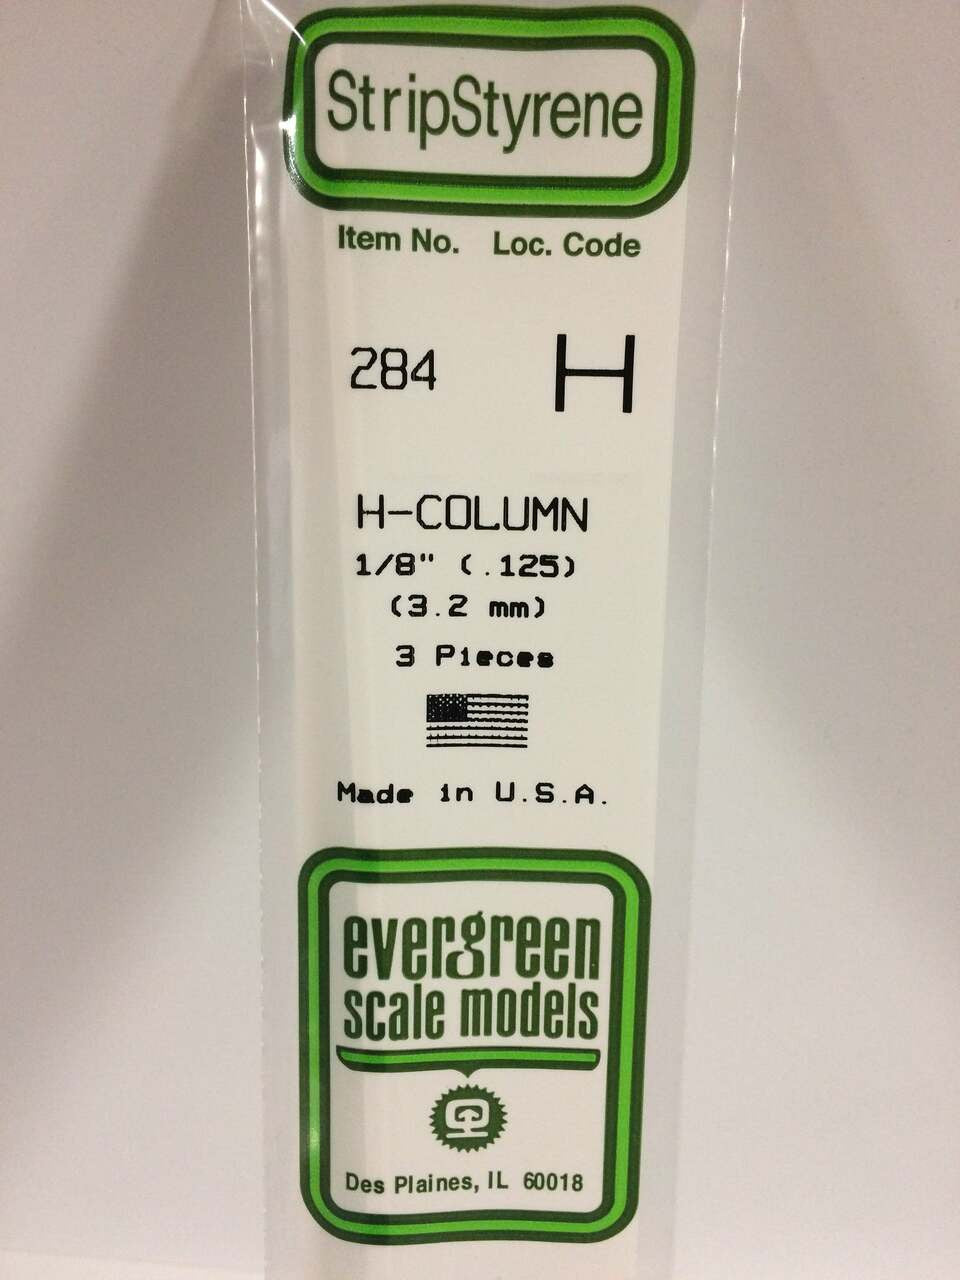 StripStyrene
Item No. Loc. Code
284 H
H-COLUMN
1/8" (.125)
(3.2 mm)
3 Pieces
Made in U.S.A.
evergreen
scale models
Des Plaines, IL 60018